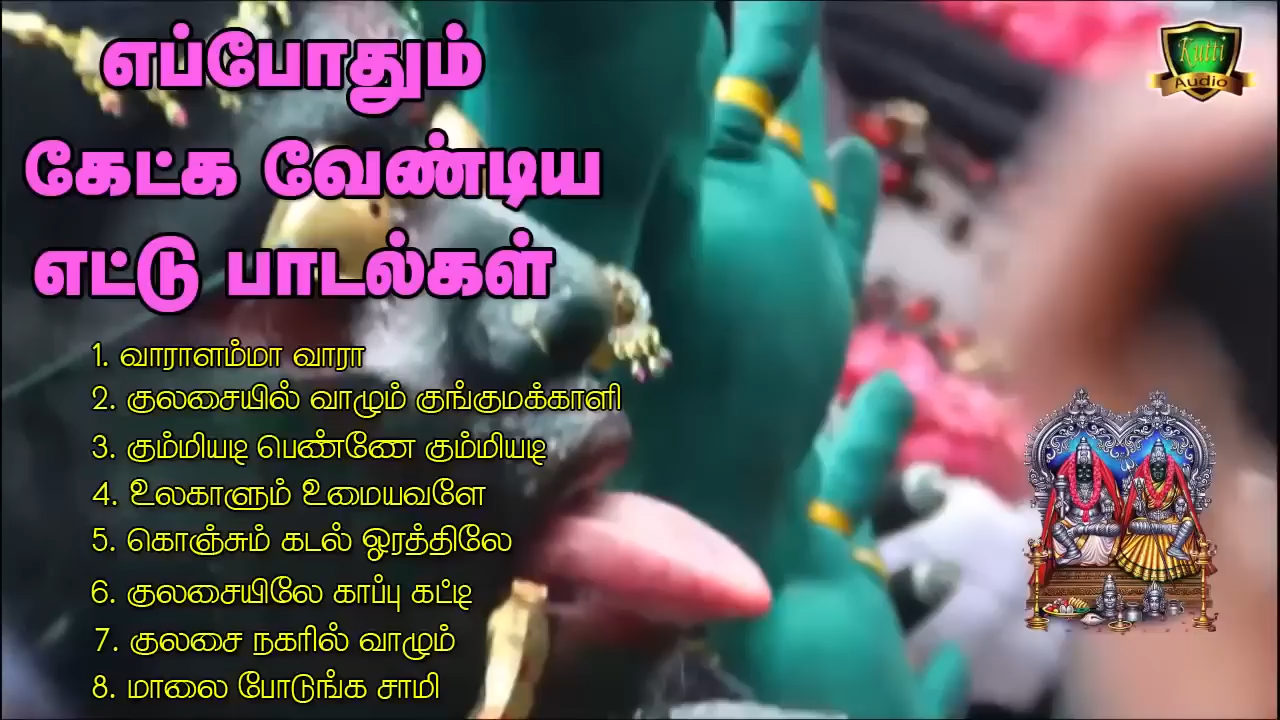 எப்போதும்
கேட்க வேண்டிய
எட்டு பாடல்கள்
Kutti
Audio
1. வாராளம்மா வாரா
2. குலசையில் வாழும் குங்குமக்காளி
3. கும்மியடி பெண்ணே கும்மியடி
4. உலகாளும் உமையவளே
5. கொஞ்சும் கடல் ஓரத்திலே
6. குலசையிலே காப்பு கட்டி
7. குலசை நகரில் வாழும்
8. மாலை போடுங்க சாமி